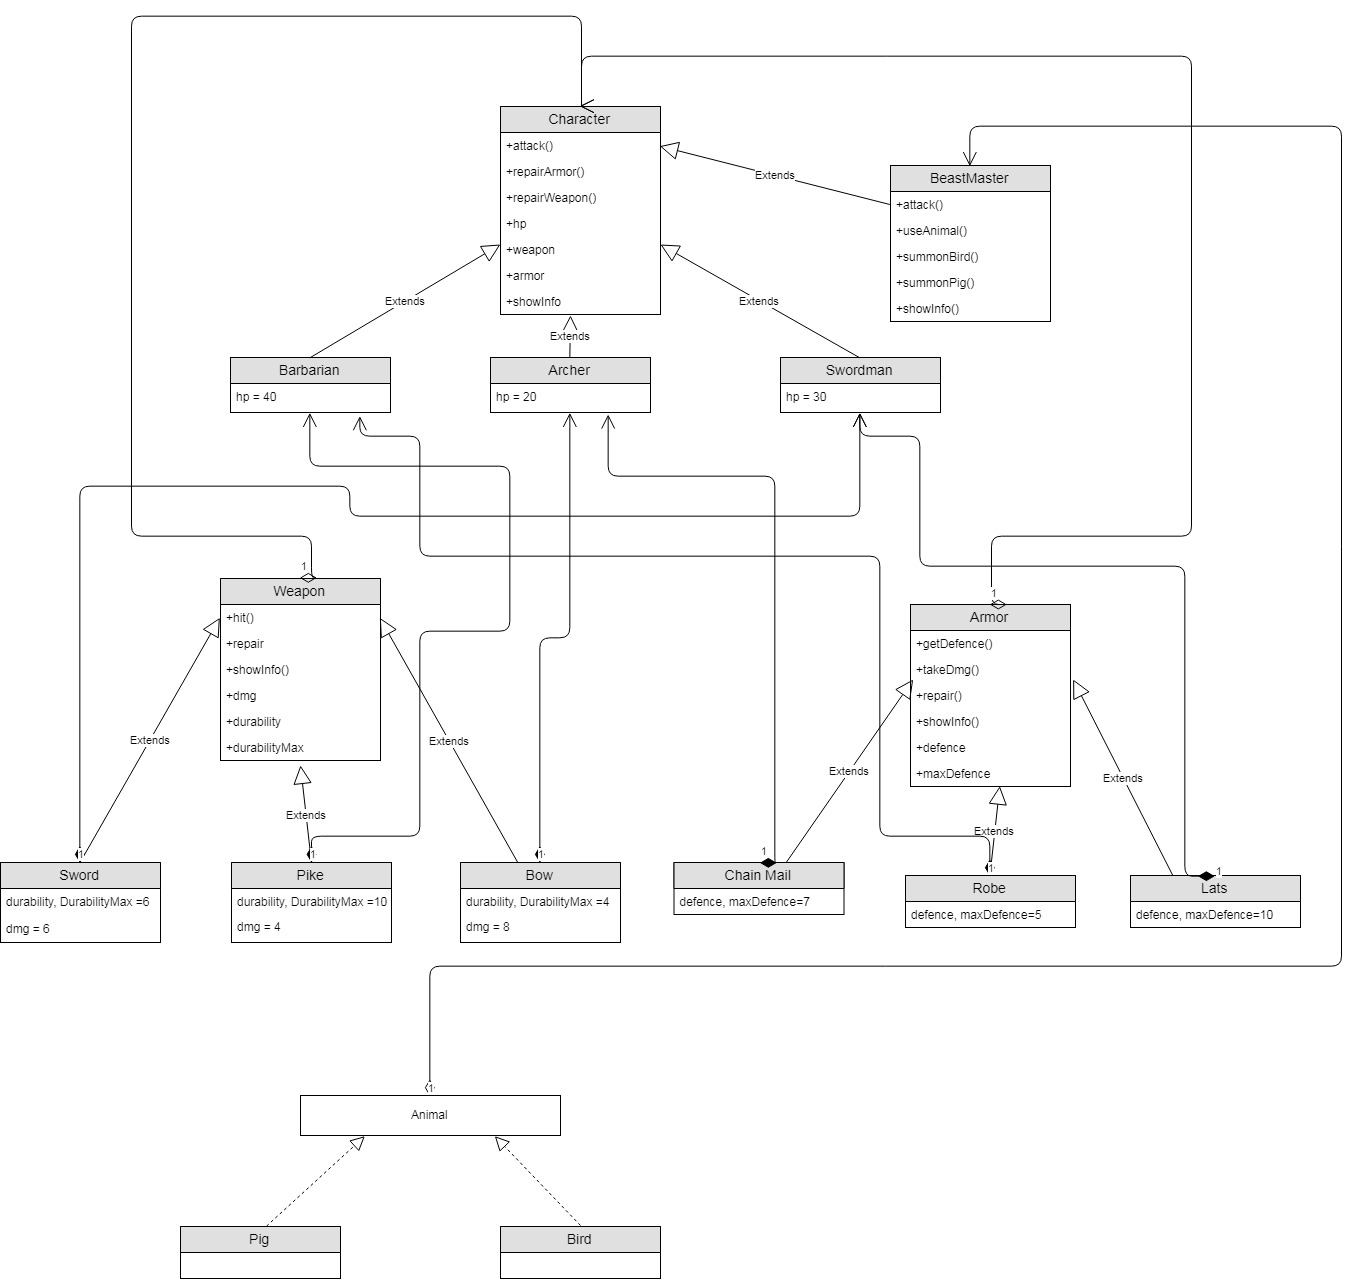 Character
+attack()
+repairArmor()
+repairWeapon()
+hp
+weapon
+armor
+showInfo
Extends
BeastMaster
+attack()
+useAnimal()
+summonBird()
+summonPig()
+showInfo()
Extends
Extends
Extends
Barbarian
hp = 40
Archer
hp = 20
Swordman
hp = 30
1
Weapon
+hit()
+repair
+showInfo()
+dmg
+durability
+durabilityMax
1
Armor
+getDefence()
+takeDmg()
+repair()
+showInfo()
+defence
+maxDefence
Extends
Extends
Extends
Extends
Extends
Extends
1
Sword
durability, DurabilityMax =6
dmg = 6
1
Pike
durability, DurabilityMax =10
dmg = 4
1
Bow
durability, DurabilityMax =4
dmg = 8
1
Chain Mail
defence, maxDefence=7
1
Robe
defence, maxDefence=5
1
Lats
defence, maxDefence=10
1
Animal
Pig
Bird